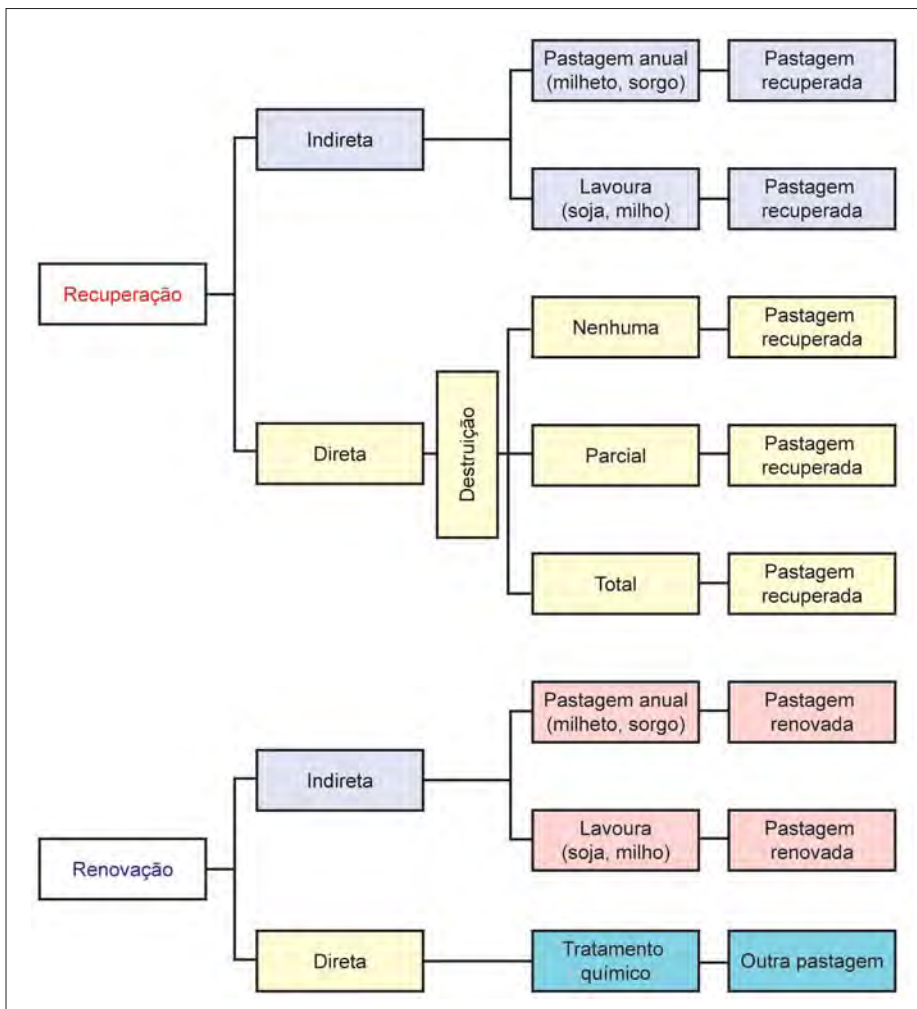 Recuperação
Indireta
Pastagem anual
(milheto, sorgo)
Pastagem
recuperada
Lavoura
(soja, milho)
Pastagem
recuperada
Direta
Destruição
Nenhuma
Pastagem
recuperada
Parcial
Pastagem
recuperada
Total
Pastagem
recuperada
Renovação
Indireta
Pastagem anual
(milheto, sorgo)
Pastagem
renovada
Lavoura
(soja, milho)
Pastagem
renovada
Direta
Tratamento
químico
Outra pastagem